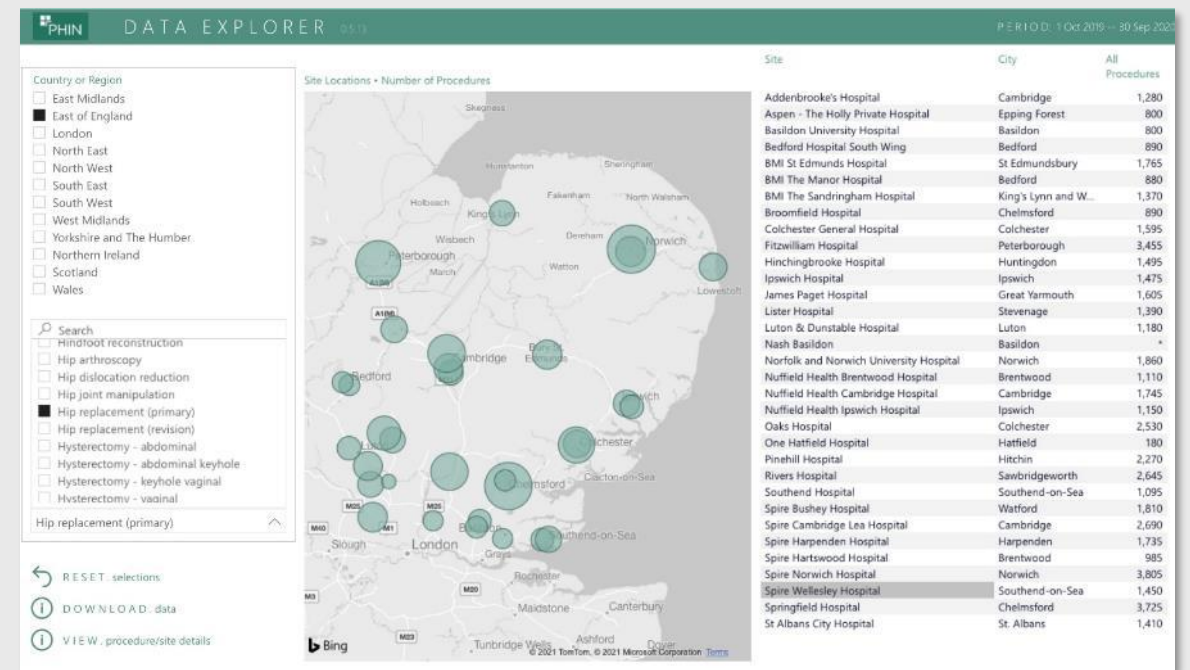 PHIN DATA EXPLORER 0.5.13 PERIOD: 1 Oct 2019 -- 30 Sep 2020
Country or Region
East Midlands
East of England
London
North East
North West
South East
South West
West Midlands
Yorkshire and The Humber
Northern Ireland
Scotland
Wales
Search
Hindfoot reconstruction
Hip arthroscopy
Hip dislocation reduction
Hip joint manipulation
Hip replacement (primary)
Hip replacement (revision)
Hysterectomy - abdominal
Hysterectomy - abdominal keyhole
Hysterectomy - keyhole vaginal
Hysterectomy - vaginal
Hip replacement (primary)
RESET. selections
DOWNLOAD. data
VIEW. procedure/site details
Site Locations • Number of Procedures
Skegness
Hunstanton Sheringham
Holbeach Fakenham North Walsham
King's Lynn
Wisbech Dereham Norwich
Peterborough
March Watton
Lowestoft
Cambridge
Bedford
Colchester
Clacton-on-Sea
M25 M25
M40 M1
Southend-on-Sea
Slough London
Grays
Rochester
M20
M3
Maidstone Canterbury
M23
Ashford
Tunbridge Wells Dover
Bing
© 2021 TomTom, © 2021 Microsoft Corporation Terms
Site City All Procedures
Addenbrooke's Hospital Cambridge 1,280
Aspen - The Holly Private Hospital Epping Forest 800
Basildon University Hospital Basildon 800
Bedford Hospital South Wing Bedford 890
BMI St Edmunds Hospital St Edmundsbury 1,765
BMI The Manor Hospital Bedford 880
BMI The Sandringham Hospital King's Lynn and W... 1,370
Broomfield Hospital Chelmsford 890
Colchester General Hospital Colchester 1,595
Fitzwilliam Hospital Peterborough 3,455
Hinchingbrooke Hospital Huntingdon 1,495
Ipswich Hospital Ipswich 1,475
James Paget Hospital Great Yarmouth 1,605
Lister Hospital Stevenage 1,390
Luton & Dunstable Hospital Luton 1,180
Nash Basildon Basildon *
Norfolk and Norwich University Hospital Norwich 1,860
Nuffield Health Brentwood Hospital Brentwood 1,110
Nuffield Health Cambridge Hospital Cambridge 1,745
Nuffield Health Ipswich Hospital Ipswich 1,150
Oaks Hospital Colchester 2,530
One Hatfield Hospital Hatfield 180
Pinehill Hospital Hitchin 2,270
Rivers Hospital Sawbridgeworth 2,645
Southend Hospital Southend-on-Sea 1,095
Spire Bushey Hospital Watford 1,810
Spire Cambridge Lea Hospital Cambridge 2,690
Spire Harpenden Hospital Harpenden 1,735
Spire Hartswood Hospital Brentwood 985
Spire Norwich Hospital Norwich 3,805
Spire Wellesley Hospital Southend-on-Sea 1,450
Springfield Hospital Chelmsford 3,725
St Albans City Hospital St. Albans 1,410